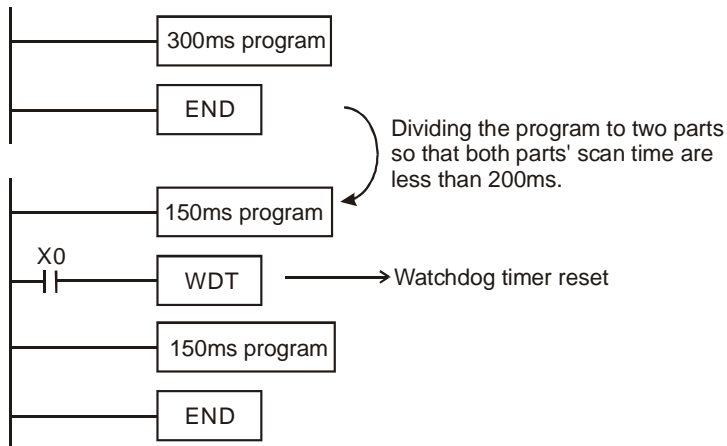 300ms program
END
Dividing the program to two parts
so that both parts' scan time are
less than 200ms.
150ms program
X0
WDT
Watchdog timer reset
150ms program
END